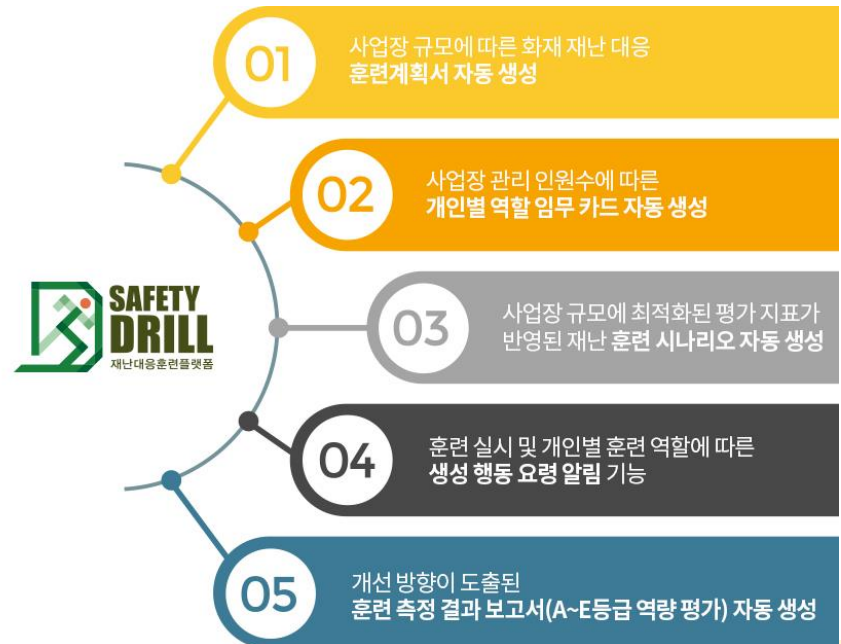 01
사업장 규모에 따른 화재 재난 대응
훈련계획서 자동 생성
02
사업장 관리 인원수에 따른
개인별 역할 임무 카드 자동 생성
SAFETY
DRILL
재난대응훈련플랫폼
03
사업장 규모에 최적화된 평가 지표가
반영된 재난 훈련 시나리오 자동 생성
04
훈련 실시 및 개인별 훈련 역할에 따른
생성 행동 요령 알림 기능
05
개선 방향이 도출된
훈련 측정 결과 보고서(A~E등급 역량 평가) 자동 생성